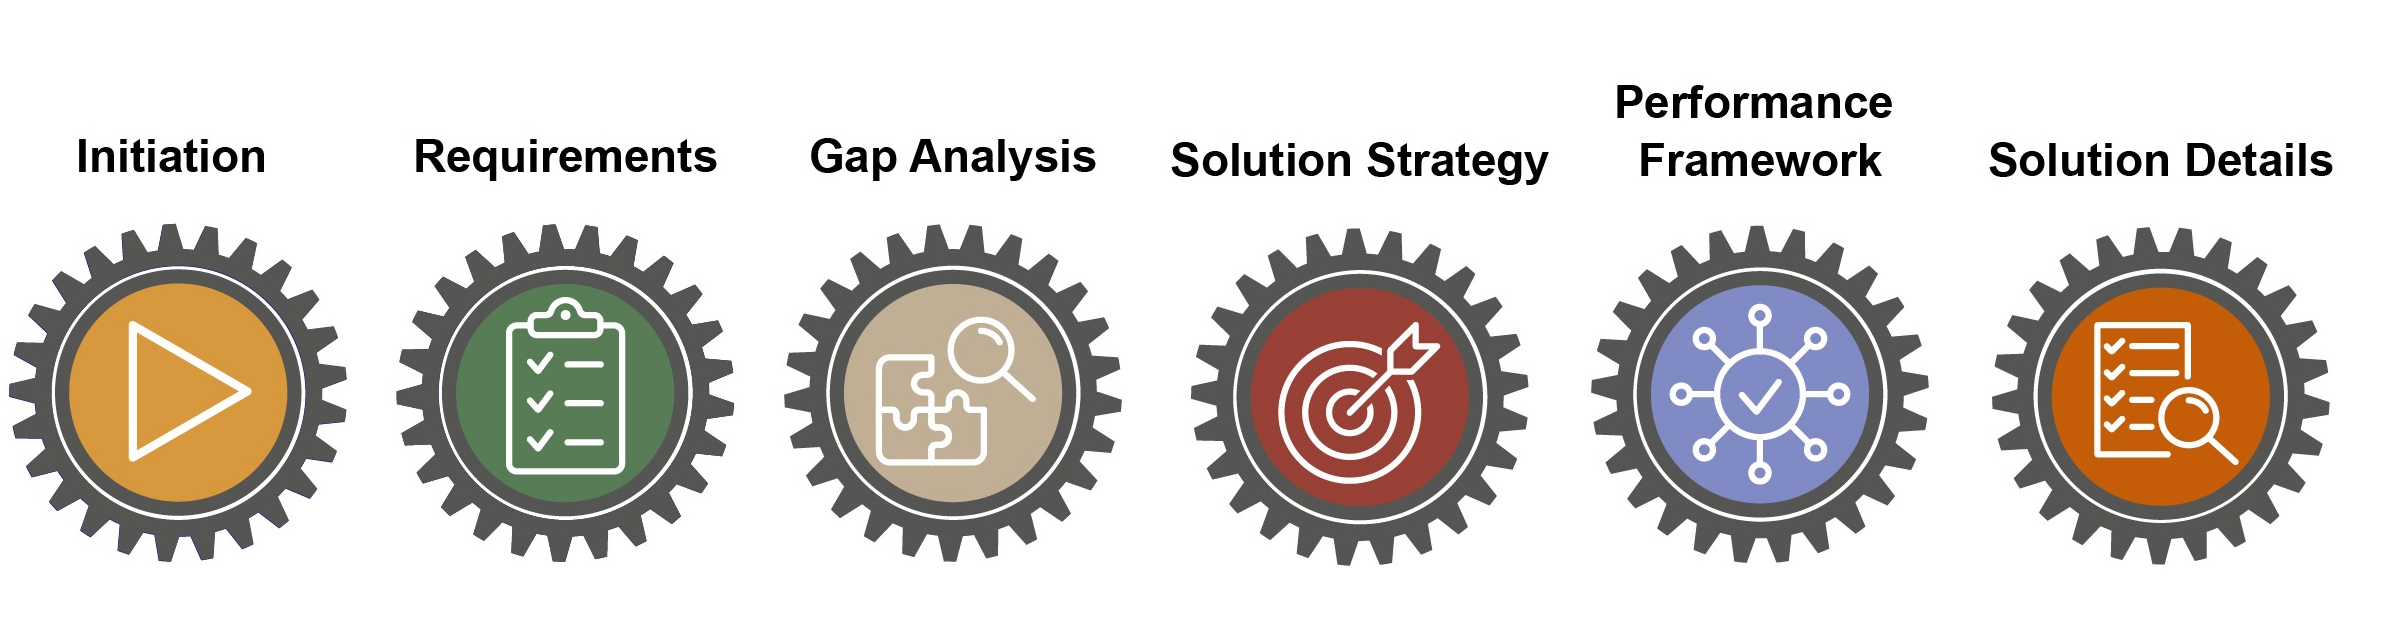 Initiation
Requirements
Gap Analysis
Solution Strategy
Performance
Framework
Solution Details